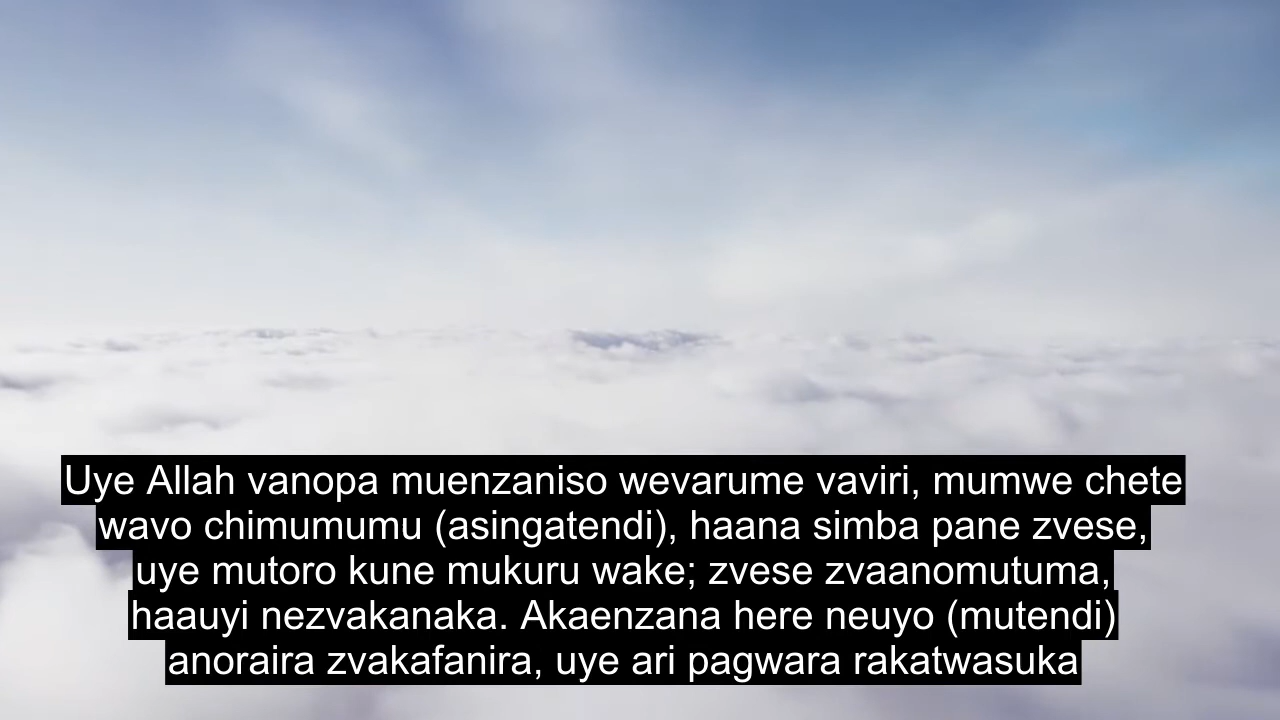 Uye Allah vanopa muenzaniso wevarume vaviri, mumwe chete
wavo chimumumu (asingatendi), haana simba pane zvese,
uye mutoro kune mukuru wake; zvese zvaanomutuma,
haauyi nezvakanaka. Akaenzana here neuyo (mutendi)
anoraira zvakafanira, uye ari pagwara rakatwasuka